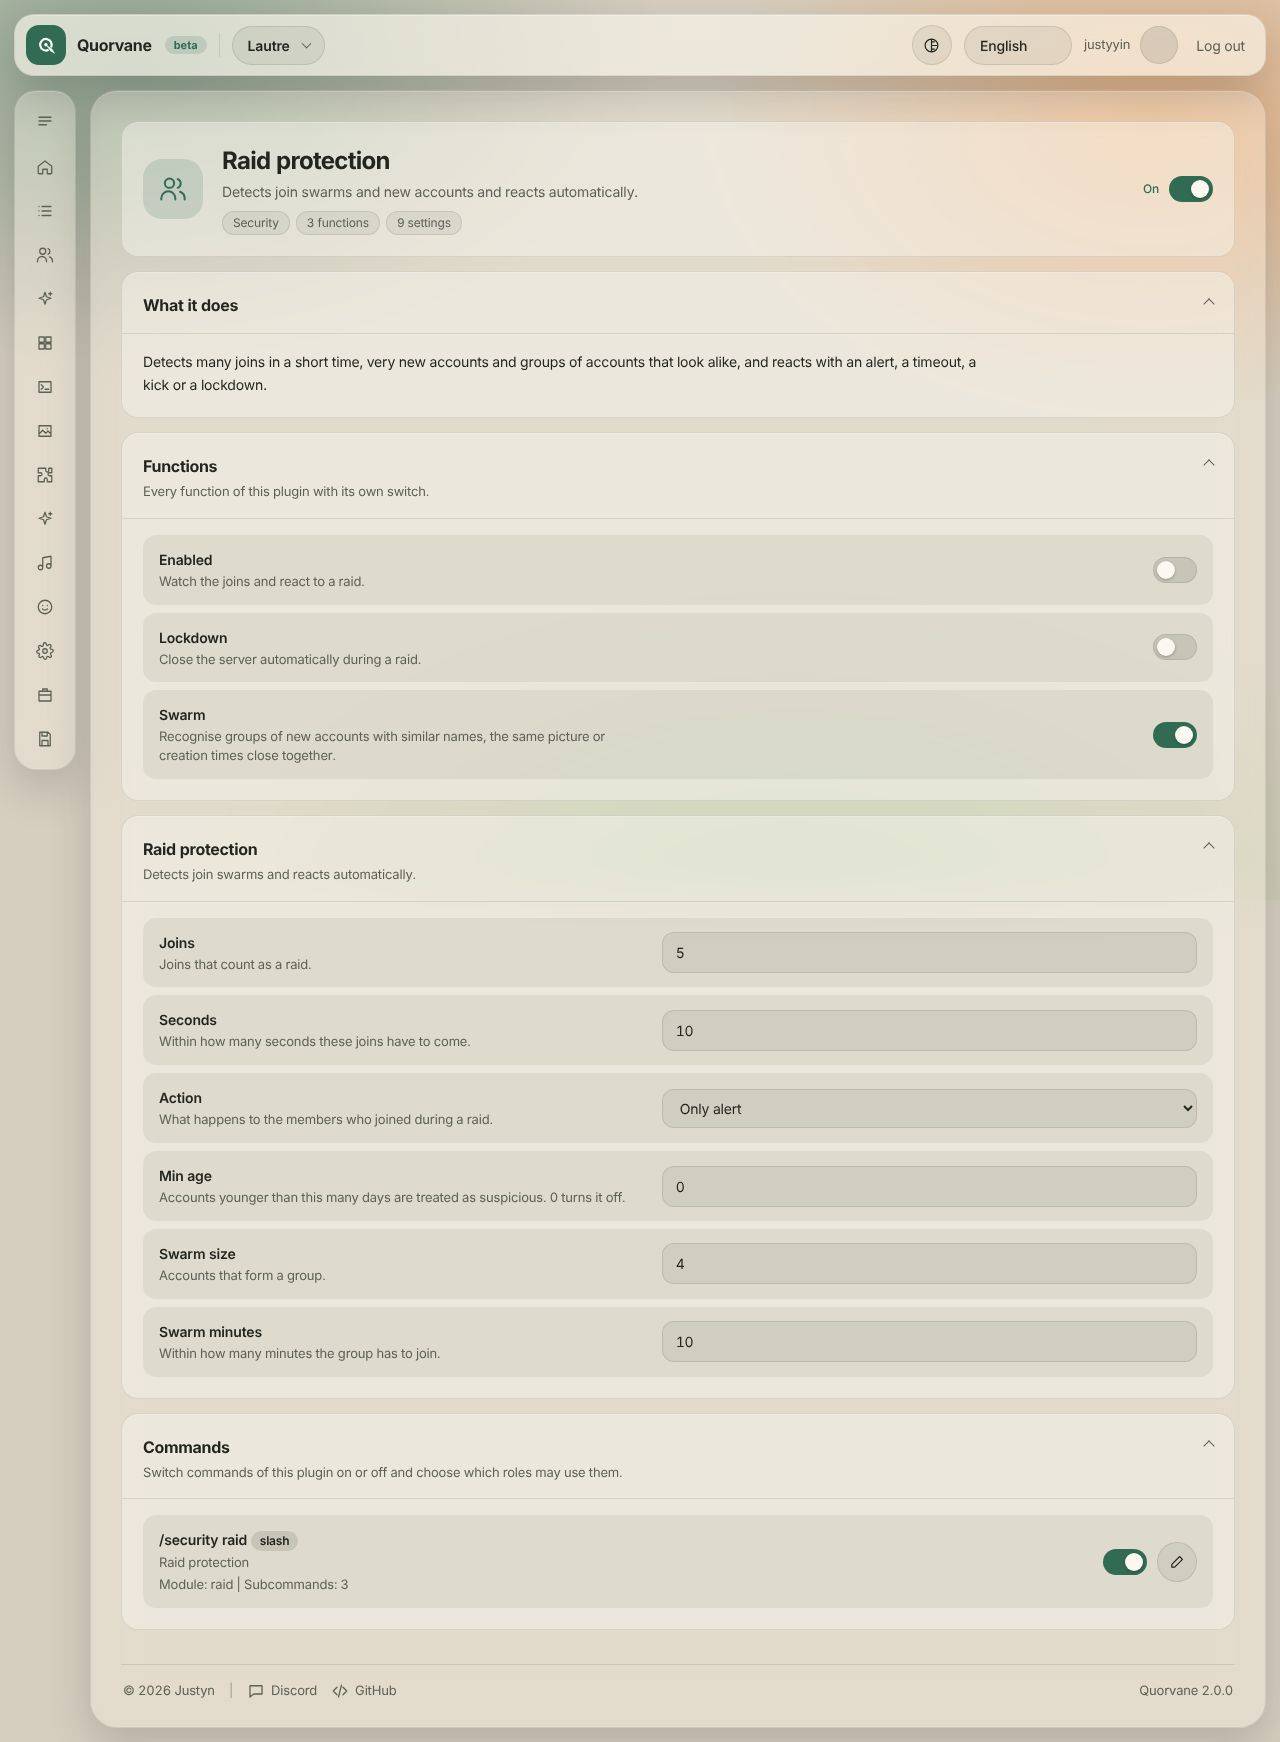 Quorvane beta Lautre English justyyin Log out
Raid protection
Detects join swarms and new accounts and reacts automatically.
Security 3 functions 9 settings
On
What it does
Detects many joins in a short time, very new accounts and groups of accounts that look alike, and reacts with an alert, a timeout, a
kick or a lockdown.
Functions
Every function of this plugin with its own switch.
Enabled
Watch the joins and react to a raid.
Lockdown
Close the server automatically during a raid.
Swarm
Recognise groups of new accounts with similar names, the same picture or
creation times close together.
Raid protection
Detects join swarms and reacts automatically.
Joins
Joins that count as a raid.
5
Seconds
Within how many seconds these joins have to come.
10
Action
What happens to the members who joined during a raid.
Only alert
Min age
Accounts younger than this many days are treated as suspicious. 0 turns it off.
0
Swarm size
Accounts that form a group.
4
Swarm minutes
Within how many minutes the group has to join.
10
Commands
Switch commands of this plugin on or off and choose which roles may use them.
/security raid slash
Raid protection
Module: raid | Subcommands: 3
© 2026 Justyn | Discord GitHub Quorvane 2.0.0